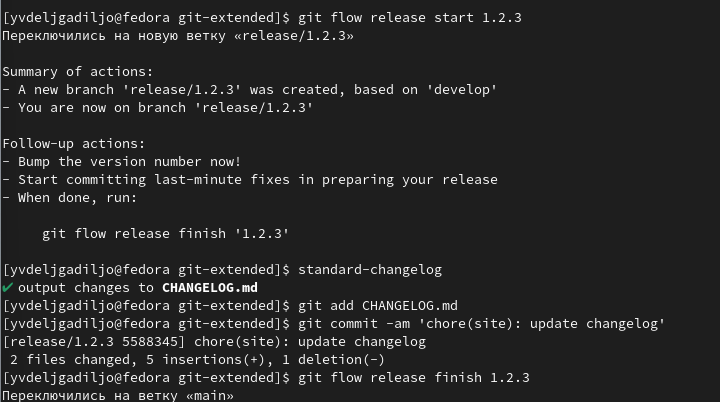 [yvdeljgadiljo@fedora git-extended]$ git flow release start 1.2.3
Переключились на новую ветку «release/1.2.3»
Summary of actions:
- A new branch 'release/1.2.3' was created, based on 'develop'
- You are now on branch 'release/1.2.3'
Follow-up actions:
- Bump the version number now!
- Start committing last-minute fixes in preparing your release
- When done, run:
git flow release finish '1.2.3'
[yvdeljgadiljo@fedora git-extended]$ standard-changelog
✔ output changes to CHANGELOG.md
[yvdeljgadiljo@fedora git-extended]$ git add CHANGELOG.md
[yvdeljgadiljo@fedora git-extended]$ git commit -am 'chore(site): update changelog'
[release/1.2.3 5588345] chore(site): update changelog
2 files changed, 5 insertions(+), 1 deletion(-)
[yvdeljgadiljo@fedora git-extended]$ git flow release finish 1.2.3
Переключились на ветку «main»